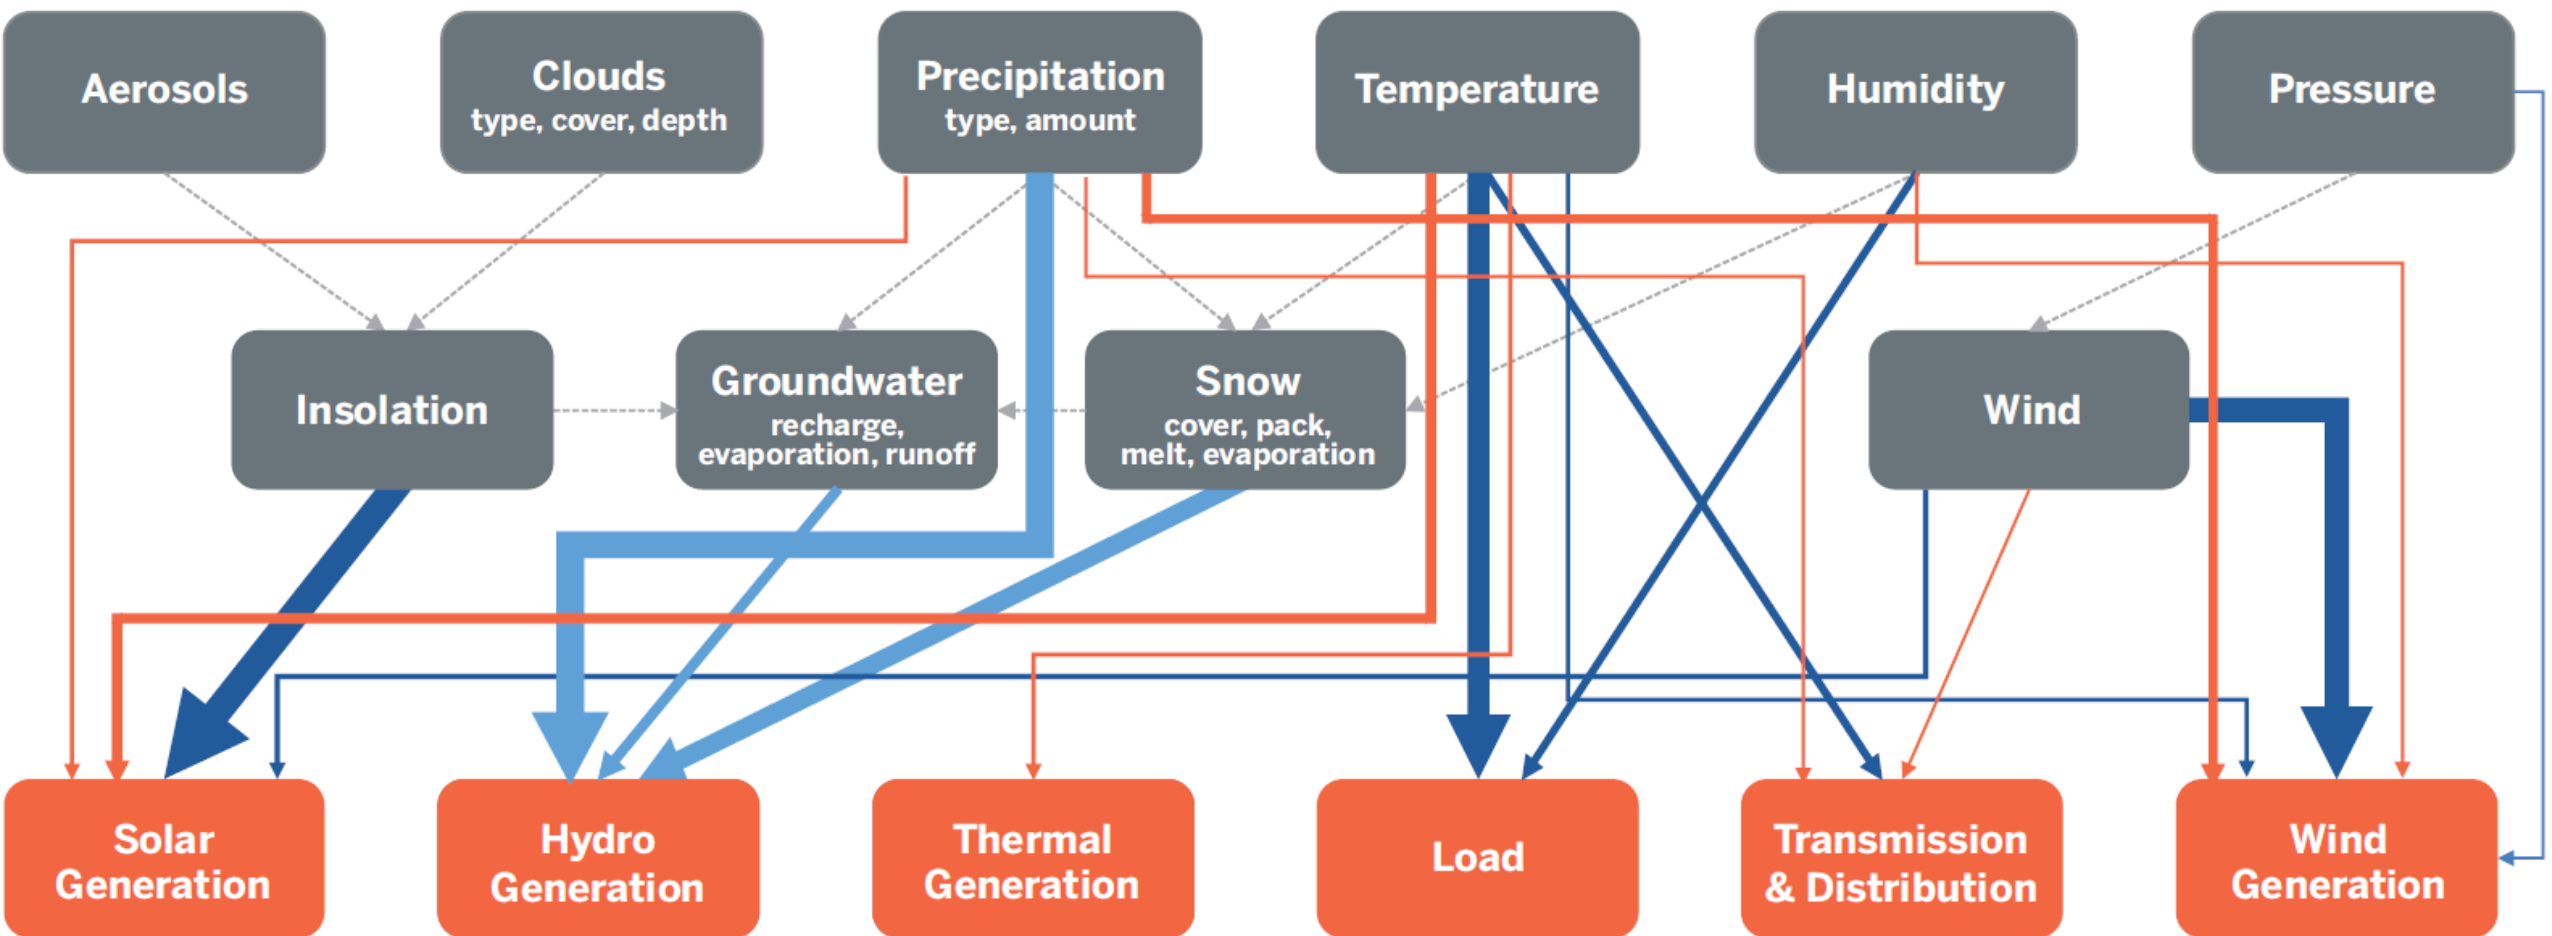 Aerosols
Clouds
type, cover, depth
Precipitation
type, amount
Temperature
Humidity
Pressure
Insolation
Groundwater
recharge,
evaporation, runoff
Snow
cover, pack,
melt, evaporation
Wind
Solar
Generation
Hydro
Generation
Thermal
Generation
Load
Transmission
& Distribution
Wind
Generation